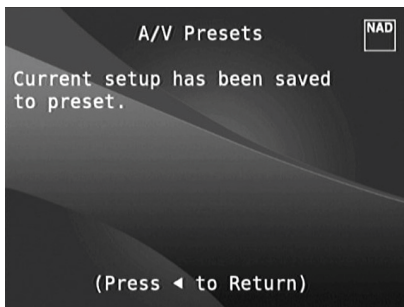 A/V Presets
NAD
Current setup has been saved
to preset.
(Press ◄ to Return)